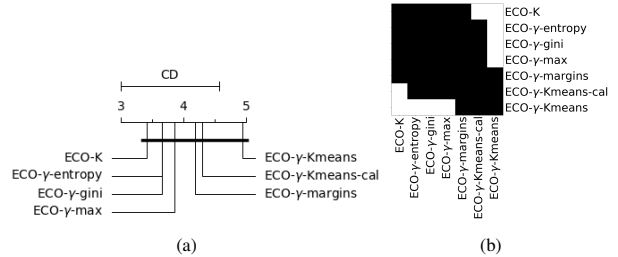 CD
3 4 5
ECO-K
ECO-γ-entropy
ECO-γ-gini
ECO-γ-max
ECO-γ-Kmeans
ECO-γ-Kmeans-cal
ECO-γ-margins
(a)
ECO-K
ECO-γ-entropy
ECO-γ-gini
ECO-γ-max
ECO-γ-margins
ECO-γ-Kmeans-cal
ECO-γ-Kmeans
ECO-K
ECO-γ-entropy
ECO-γ-gini
ECO-γ-max
ECO-γ-margins
ECO-γ-Kmeans-cal
ECO-γ-Kmeans
(b)